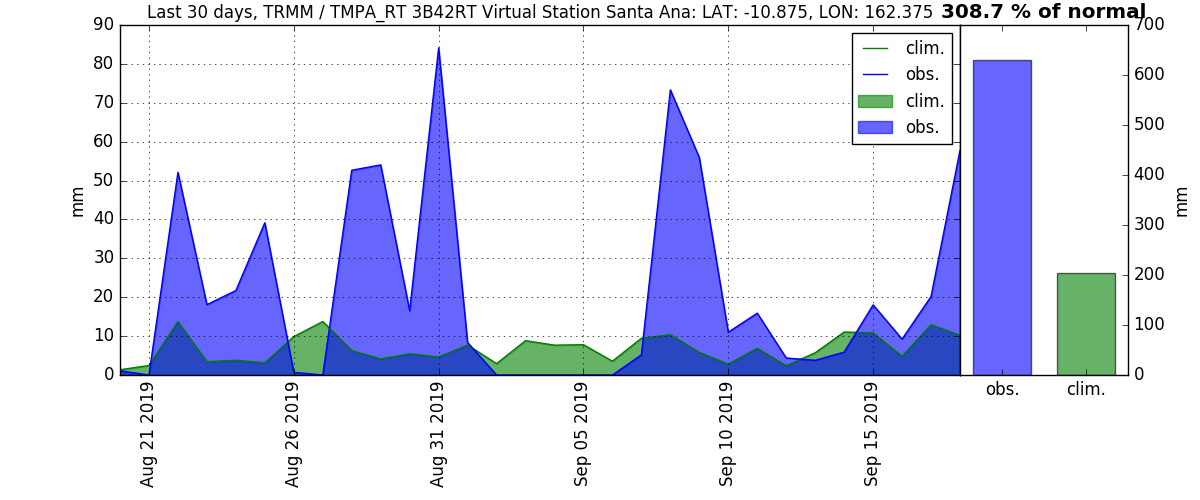 Last 30 days, TRMM / TMPA_RT 3B42RT Virtual Station Santa Ana: LAT: -10.875, LON: 162.375 308.7 % of normal
90
80
70
60
50
40
30
20
10
0
mm
clim.
obs.
clim.
obs.
Aug 21 2019
Aug 26 2019
Aug 31 2019
Sep 05 2019
Sep 10 2019
Sep 15 2019
700
600
500
400
300
200
100
0
mm
obs. clim.